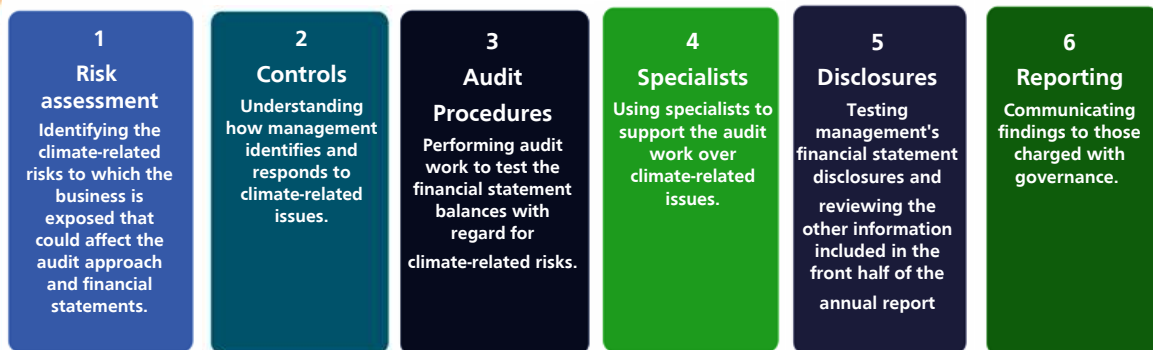 1
Risk
assessment
Identifying the
climate-related
risks to which the
business is
exposed that
could affect the
audit approach
and financial
statements.
2
Controls
Understanding
how management
identifies and
responds to
climate-related
issues.
3
Audit
Procedures
Performing audit
work to test the
financial statement
balances with
regard for
climate-related risks.
4
Specialists
Using specialists to
support the audit
work over
climate-related
issues.
5
Disclosures
Testing
management's
financial statement
disclosures and
reviewing the
other information
included in the
front half of the
annual report
6
Reporting
Communicating
findings to those
charged with
governance.